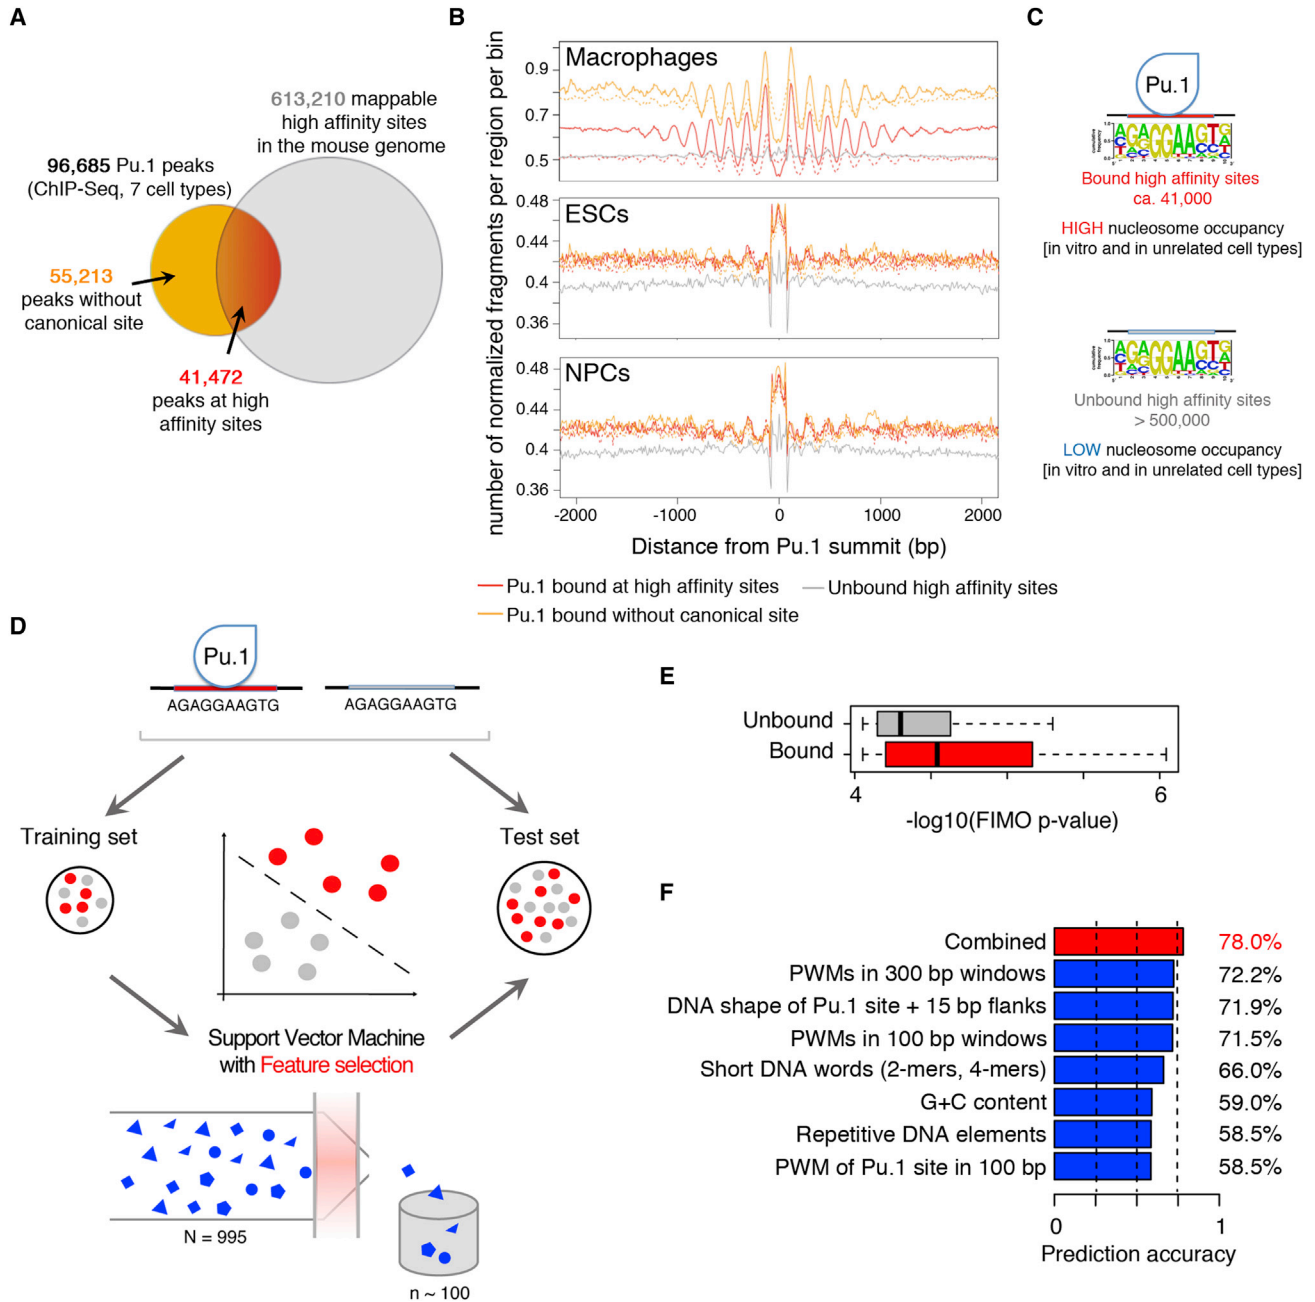 A
613,210 mappable
high affinity sites
in the mouse genome
96,685 Pu.1 peaks
(ChIP-Seq, 7 cell types)
55,213
peaks without
canonical site
41,472
peaks at high
affinity sites
B
number of normalized fragments per region per bin
Macrophages
0.9
0.7
0.5
ESCs
0.48
0.44
0.4
0.36
NPCs
0.48
0.44
0.4
0.36
-2000 -1000 0 1000 2000
Distance from Pu.1 summit (bp)
Pu.1 bound at high affinity sites
Unbound high affinity sites
Pu.1 bound without canonical site
C
Pu.1
Bound high affinity sites
ca. 41,000
HIGH nucleosome occupancy
[in vitro and in unrelated cell types]
Unbound high affinity sites
> 500,000
LOW nucleosome occupancy
[in vitro and in unrelated cell types]
D
Pu.1
AGAGGAAGTG AGAGGAAGTG
Training set
Test set
Support Vector Machine
with Feature selection
N = 995
n ~ 100
E
Unbound
Bound
4 6
-log10(FIMO p-value)
F
Combined 78.0%
PWMs in 300 bp windows 72.2%
DNA shape of Pu.1 site + 15 bp flanks 71.9%
PWMs in 100 bp windows 71.5%
Short DNA words (2-mers, 4-mers) 66.0%
G+C content 59.0%
Repetitive DNA elements 58.5%
PWM of Pu.1 site in 100 bp 58.5%
0 1
Prediction accuracy